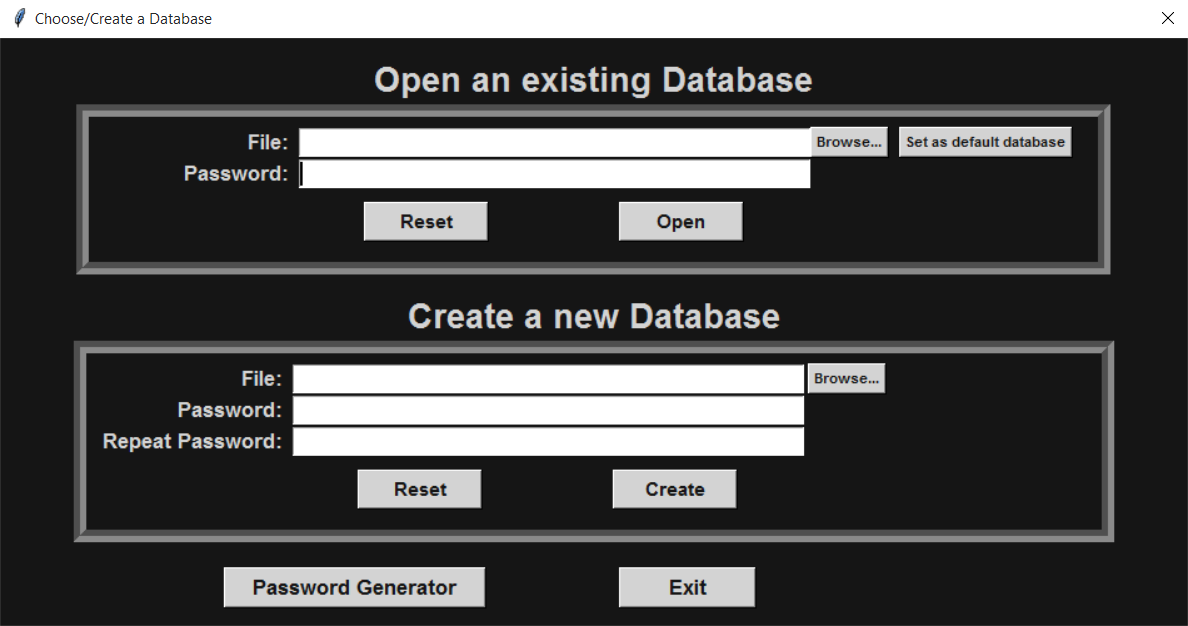 Choose/Create a Database
Open an existing Database
File: Browse... Set as default database
Password:
Reset Open
Create a new Database
File: Browse...
Password:
Repeat Password:
Reset Create
Password Generator Exit